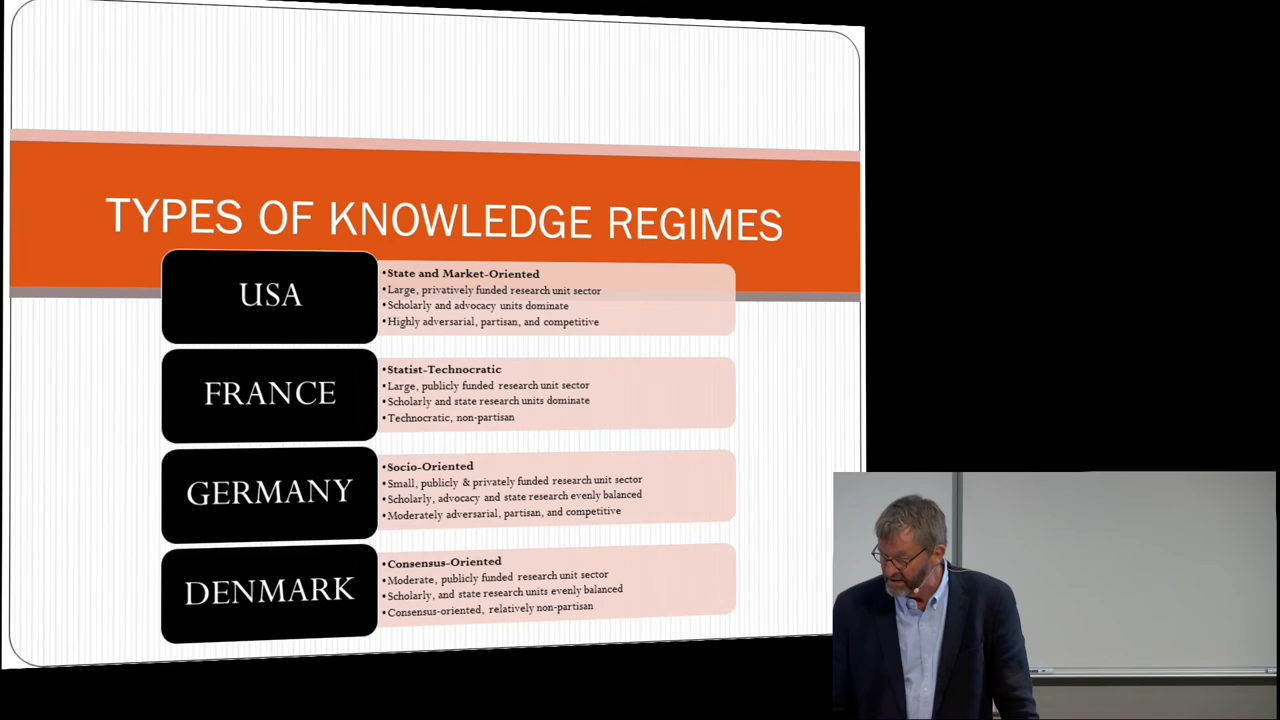 TYPES OF KNOWLEDGE REGIMES
USA
•State and Market-Oriented
•Large, privatively funded research unit sector
•Scholarly and advocacy units dominate
•Highly adversarial, partisan, and competitive
FRANCE
•Statist-Technocratic
•Large, publicly funded research unit sector
•Scholarly and state research units dominate
•Technocratic, non-partisan
GERMANY
•Socio-Oriented
•Small, publicly & privately funded research unit sector
•Scholarly, advocacy and state research evenly balanced
•Moderately adversarial, partisan, and competitive
DENMARK
•Consensus-Oriented
•Moderate, publicly funded research unit sector
•Scholarly, and state research units evenly balanced
•Consensus-oriented, relatively non-partisan